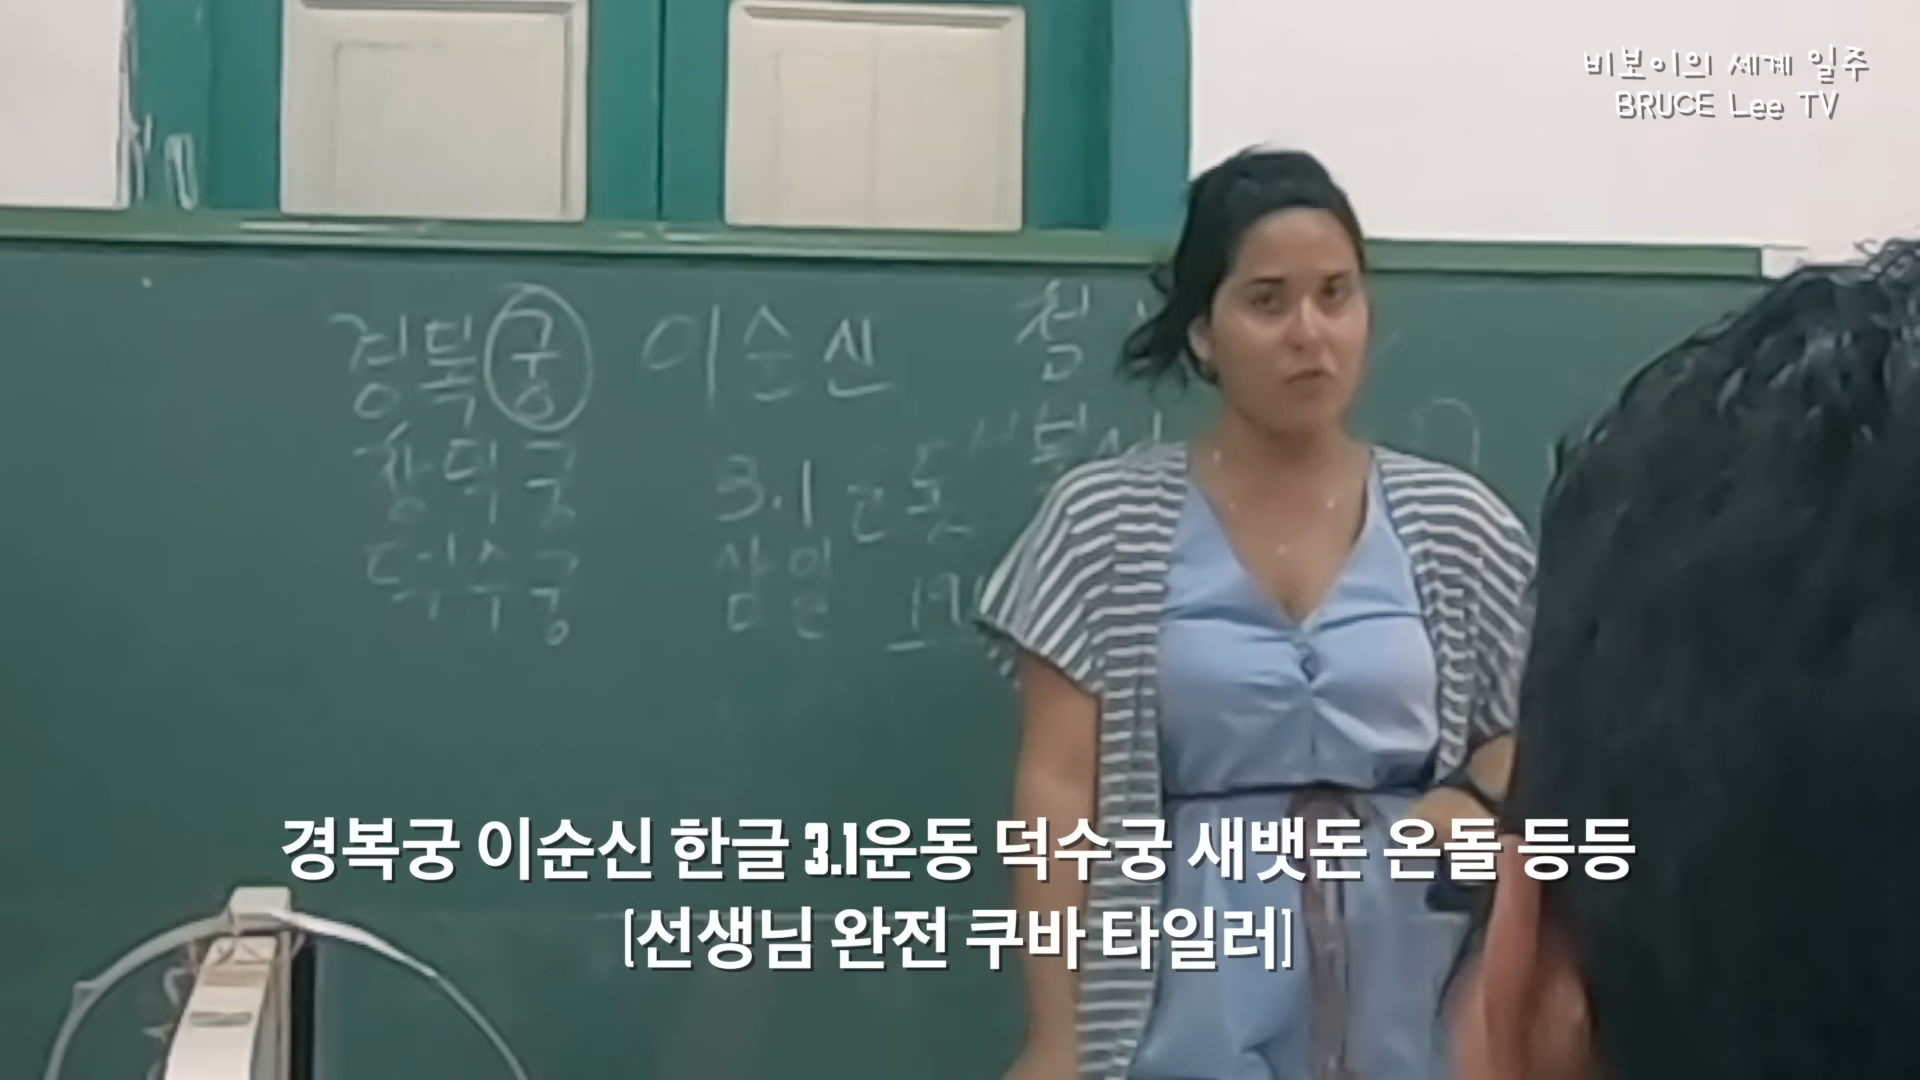 비보이의 세계 일주
BRUCE Lee TV
경복궁 이순신 첨
창덕궁 3.1 운동
덕수궁 삼일
경복궁 이순신 한글 3.1운동 덕수궁 새뱃돈 온돌 등등
[선생님 완전 쿠바 타일러]